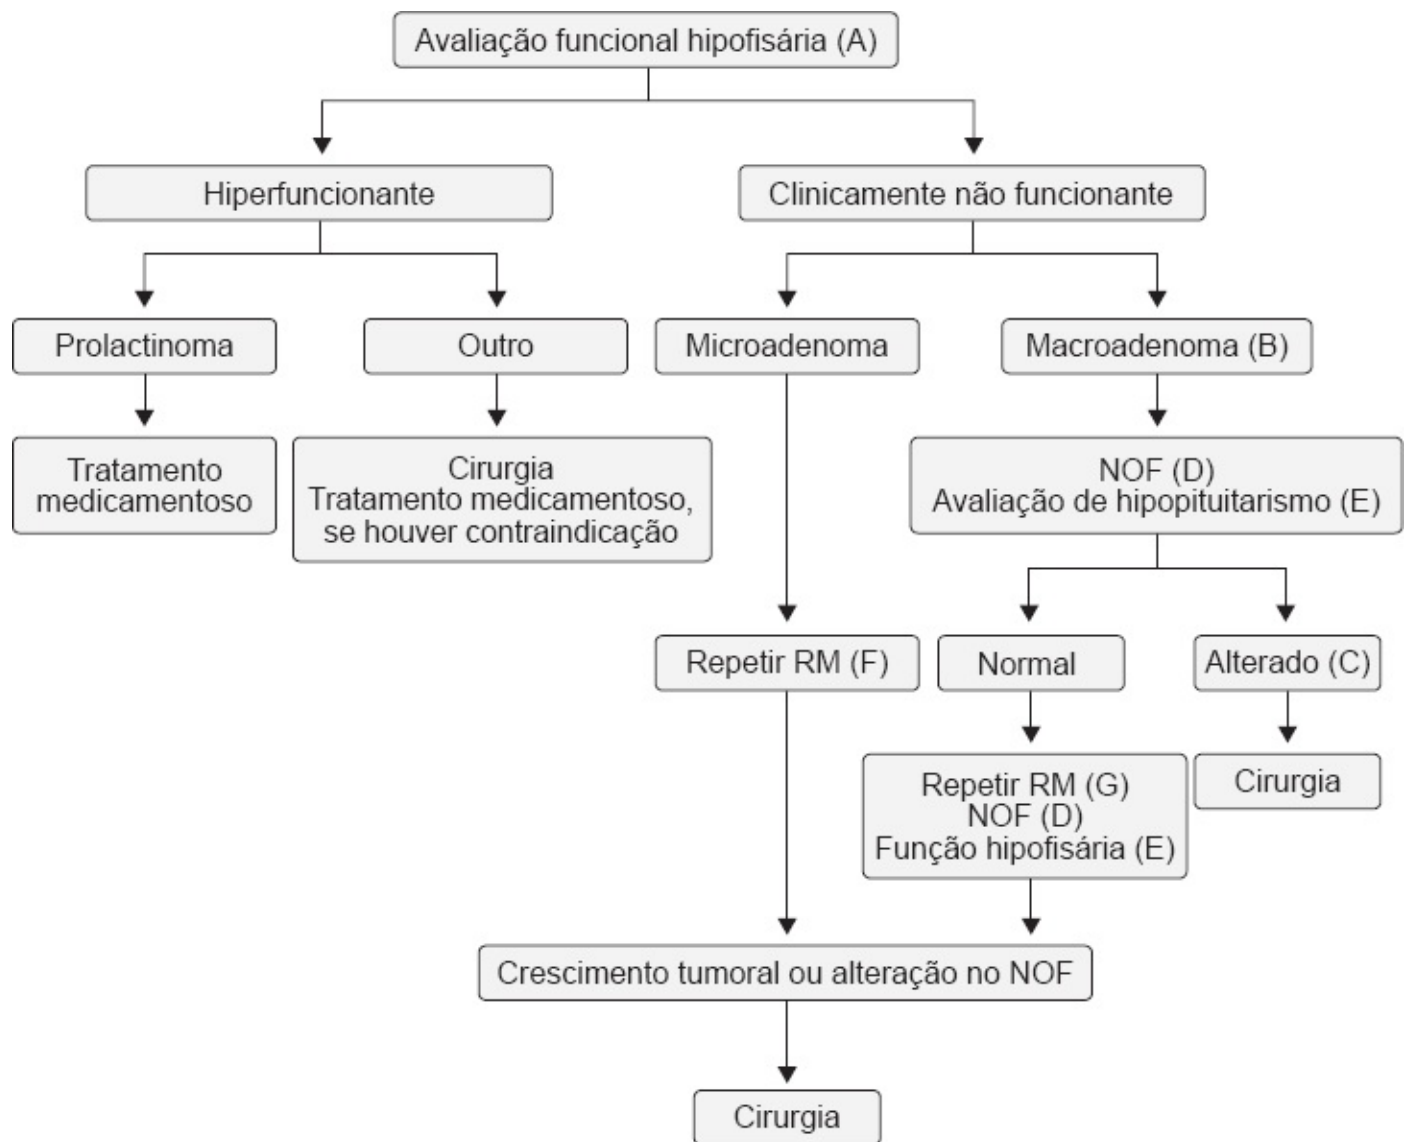 Avaliação funcional hipofisária (A)
Hiperfuncionante
Clinicamente não funcionante
Prolactinoma
Outro
Microadenoma
Macroadenoma (B)
Tratamento
medicamentoso
Cirurgia
Tratamento medicamentoso,
se houver contraindicação
NOF (D)
Avaliação de hipopituitarismo (E)
Repetir RM (F)
Normal
Alterado (C)
Repetir RM (G)
NOF (D)
Função hipofisária (E)
Cirurgia
Crescimento tumoral ou alteração no NOF
Cirurgia